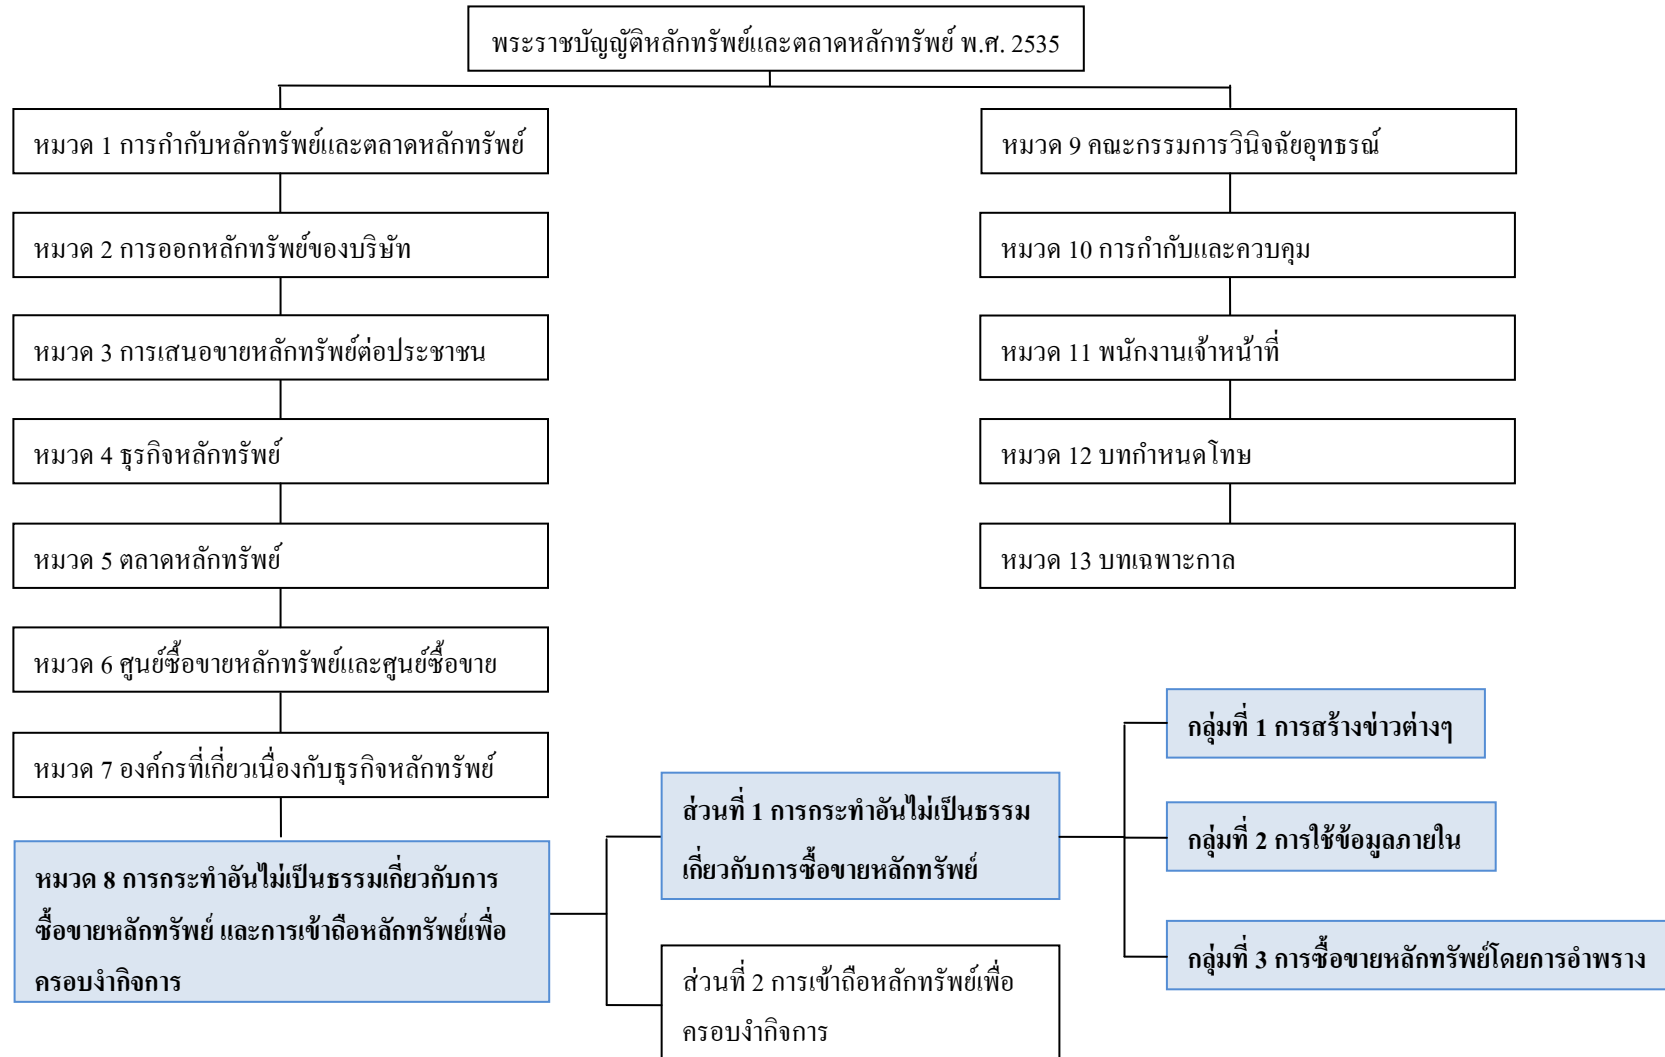 พระราชบัญญัติหลักทรัพย์และตลาดหลักทรัพย์ พ.ศ. 2535
หมวด 1 การกำกับหลักทรัพย์และตลาดหลักทรัพย์
หมวด 2 การออกหลักทรัพย์ของบริษัท
หมวด 3 การเสนอขายหลักทรัพย์ต่อประชาชน
หมวด 4 ธุรกิจหลักทรัพย์
หมวด 5 ตลาดหลักทรัพย์
หมวด 6 ศูนย์ซื้อขายหลักทรัพย์และศูนย์ซื้อขาย
หมวด 7 องค์กรที่เกี่ยวเนื่องกับธุรกิจหลักทรัพย์
หมวด 8 การกระทำอันไม่เป็นธรรมเกี่ยวกับการ
ซื้อขายหลักทรัพย์ และการเข้าถือหลักทรัพย์เพื่อ
ครอบงำกิจการ
หมวด 9 คณะกรรมการวินิจฉัยอุทธรณ์
หมวด 10 การกำกับและควบคุม
หมวด 11 พนักงานเจ้าหน้าที่
หมวด 12 บทกำหนดโทษ
หมวด 13 บทเฉพาะกาล
ส่วนที่ 1 การกระทำอันไม่เป็นธรรม
เกี่ยวกับการซื้อขายหลักทรัพย์
ส่วนที่ 2 การเข้าถือหลักทรัพย์เพื่อ
ครอบงำกิจการ
กลุ่มที่ 1 การสร้างข่าวต่างๆ
กลุ่มที่ 2 การใช้ข้อมูลภายใน
กลุ่มที่ 3 การซื้อขายหลักทรัพย์โดยการอำพราง